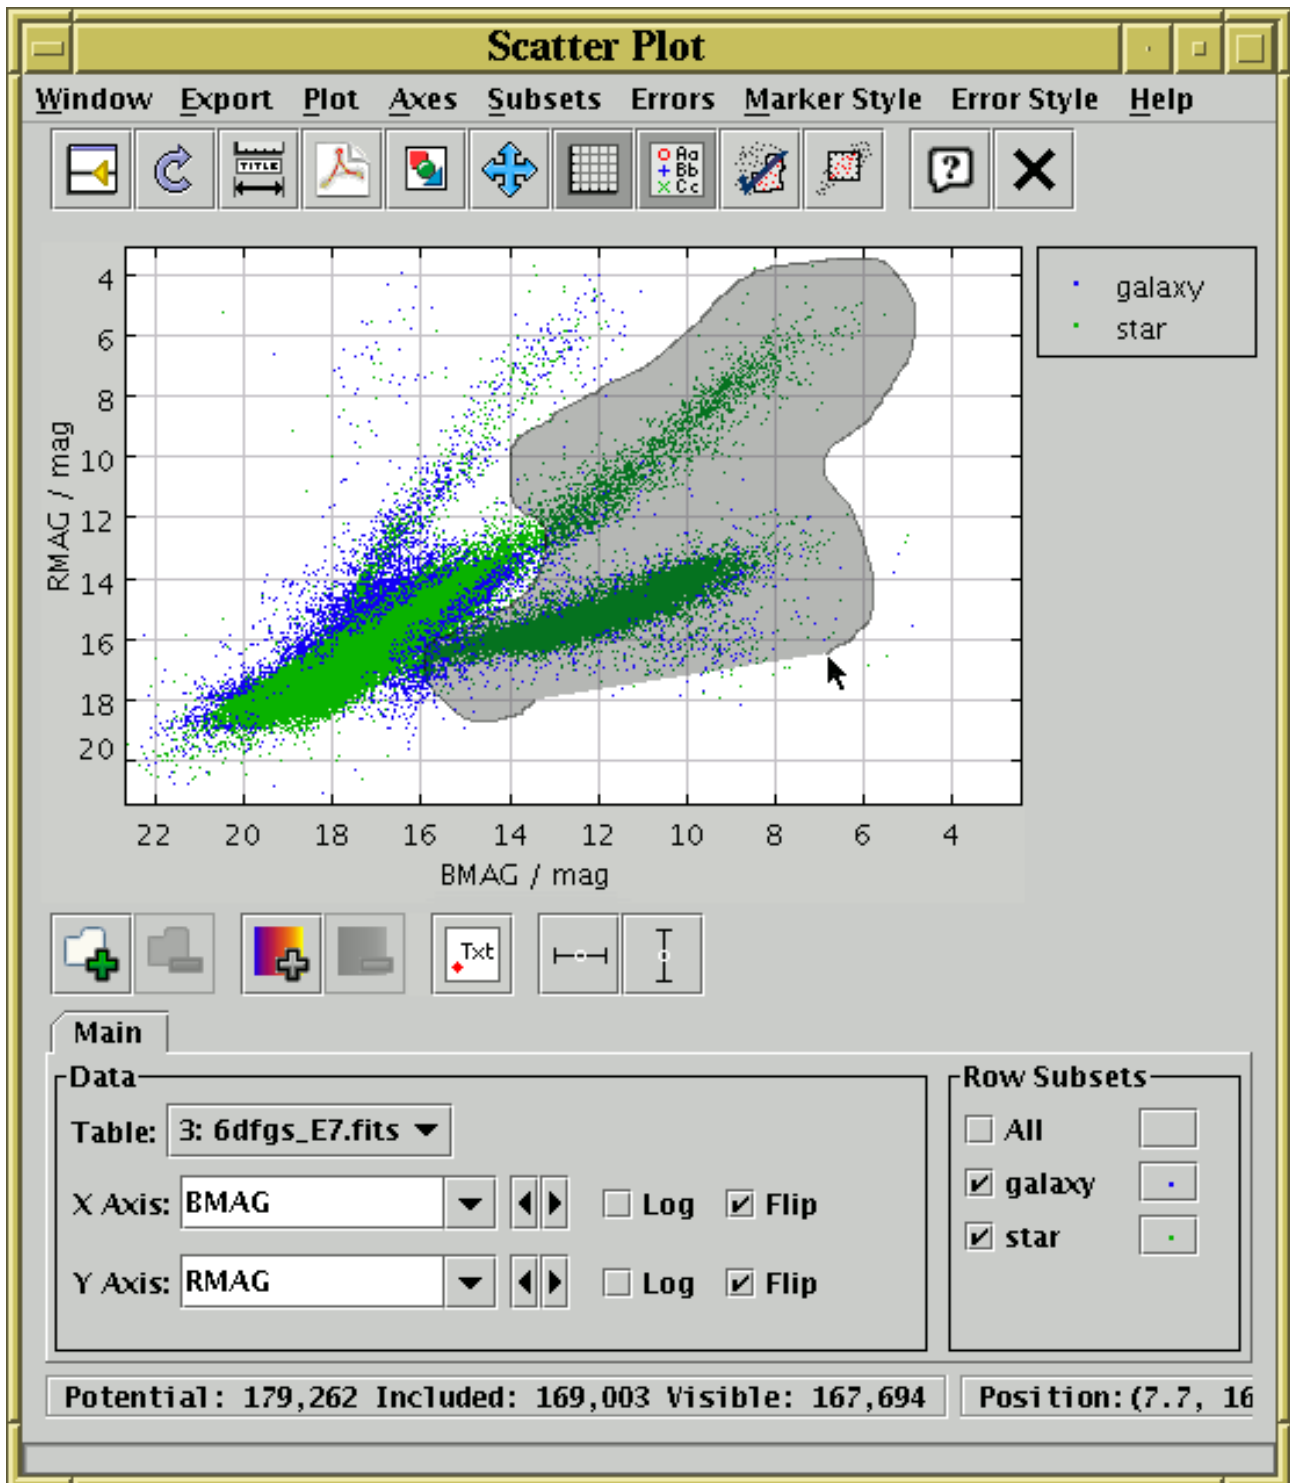 Scatter Plot
Window Export Plot Axes Subsets Errors Marker Style Error Style Help
TITLE
Aa
Bb
Cc
?
galaxy
star
4
6
8
10
12
14
16
18
20
RMAG / mag
22 20 18 16 14 12 10 8 6 4
BMAG / mag
Txt
Main
Data
Table: 3: 6dfgs_E7.fits
X Axis: BMAG Log Flip
Y Axis: RMAG Log Flip
Row Subsets
All
galaxy
star
Potential: 179,262 Included: 169,003 Visible: 167,694 Position:(7.7, 16